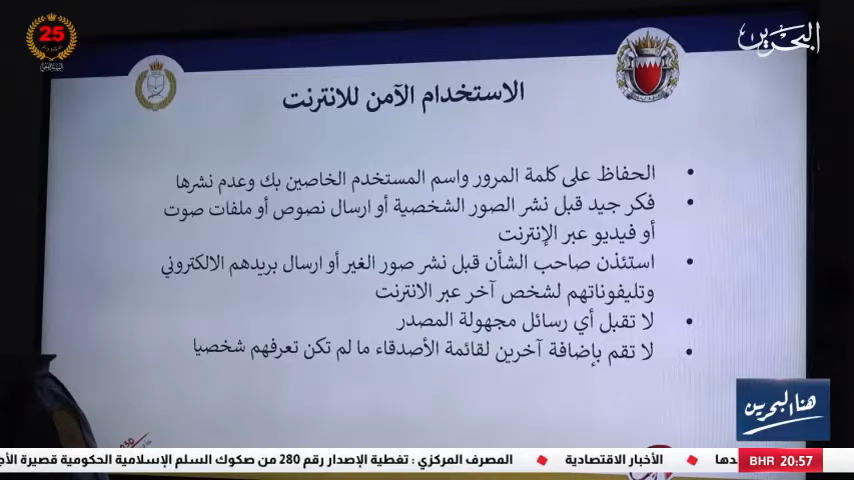 25
البحرين
الاستخدام الآمن للانترنت
• الحفاظ على كلمة المرور واسم المستخدم الخاصين بك وعدم نشرها
• فكر جيد قبل نشر الصور الشخصية أو ارسال نصوص أو ملفات صوت
أو فيديو عبر الإنترنت
• استئذن صاحب الشأن قبل نشر صور الغير أو ارسال بريدهم الالكتروني
وتليفوناتهم لشخص آخر عبر الانترنت
• لا تقبل أي رسائل مجهولة المصدر
• لا تقم بإضافة آخرين لقائمة الأصدقاء ما لم تكن تعرفهم شخصيا
هنا البحرين
BHR 20:57
دها ◆ الأخبار الاقتصادية ◆ المصرف المركزي : تغطية الإصدار رقم 280 من صكوك السلم الإسلامية الحكومية قصيرة الأج